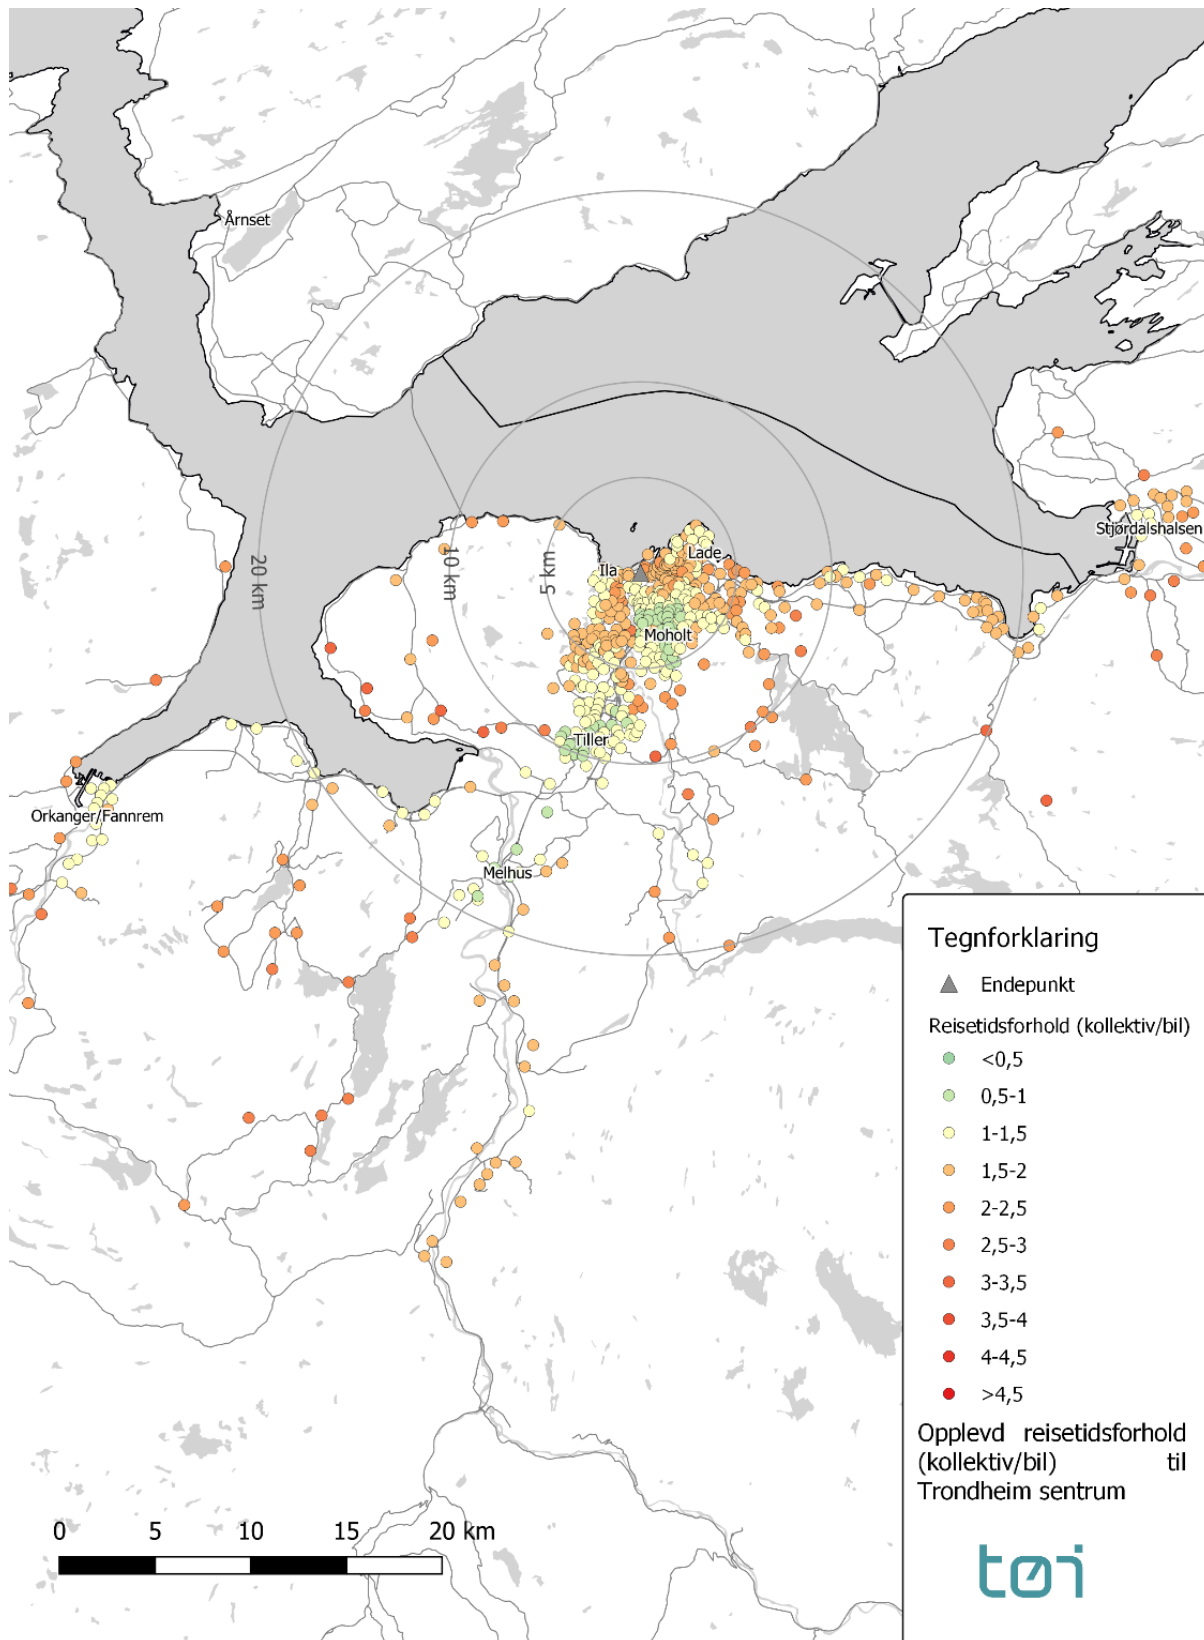 Årnset
Stjørdalshalsen
Lade
Ila
5 km
10 km
20 km
Moholt
Tiller
Orkanger/Fannrem
Melhus
Tegnforklaring
Endepunkt
Reisetidsforhold (kollektiv/bil)
<0,5
0,5-1
1-1,5
1,5-2
2-2,5
2,5-3
3-3,5
3,5-4
4-4,5
>4,5
Opplevd reisetidsforhold
(kollektiv/bil) til
Trondheim sentrum
0 5 10 15 20 km
tøi